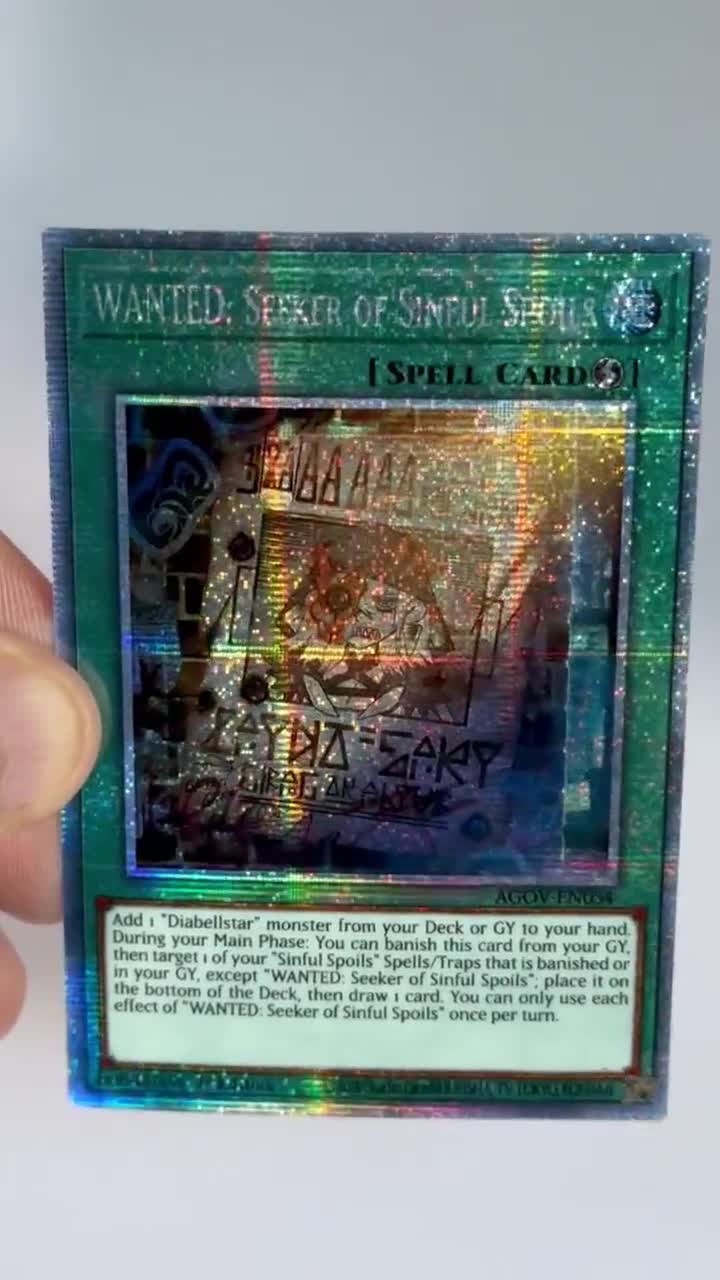 WANTED: SEEKER OF SINFUL SPOILS
[SPELL CARD]
AGOV-EN054
Add 1 "Diabellstar" monster from your Deck or GY to your hand.
During your Main Phase: You can banish this card from your GY,
then target 1 of your "Sinful Spoils" Spells/Traps that is banished or
in your GY, except "WANTED: Seeker of Sinful Spoils"; place it on
the bottom of the Deck, then draw 1 card. You can only use each
effect of "WANTED: Seeker of Sinful Spoils" once per turn.